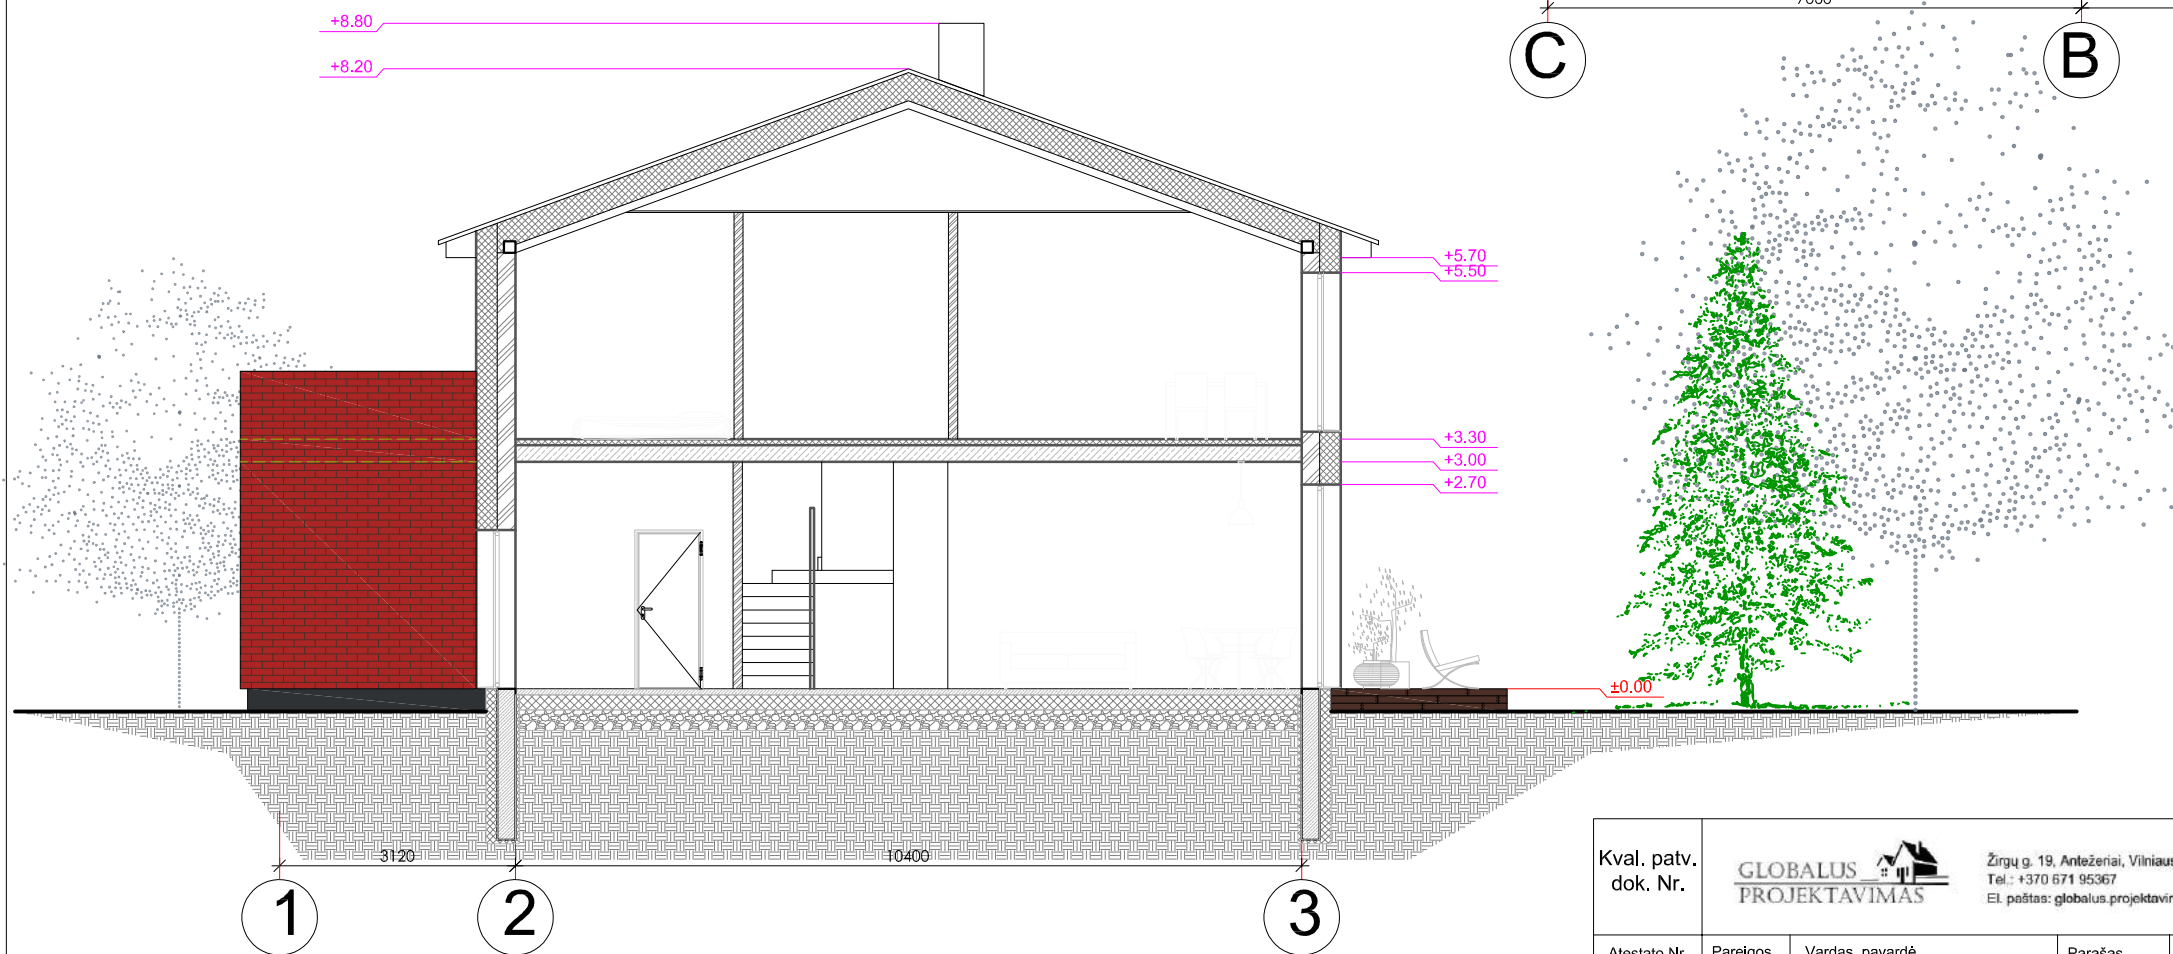 +8.80
+8.20
C
B
+5.70
+5.50
+3.30
+3.00
+2.70
±0.00
3120
10400
1
2
3
Kval. patv.
dok. Nr.
GLOBALUS
PROJEKTAVIMAS
Žirgų g. 19, Antežeriai, Vilniaus
Tel.: +370 671 95367
El. paštas: globalus.projektavim
Atestato Nr.
Pareigos
Vardas, pavardė
Parašas